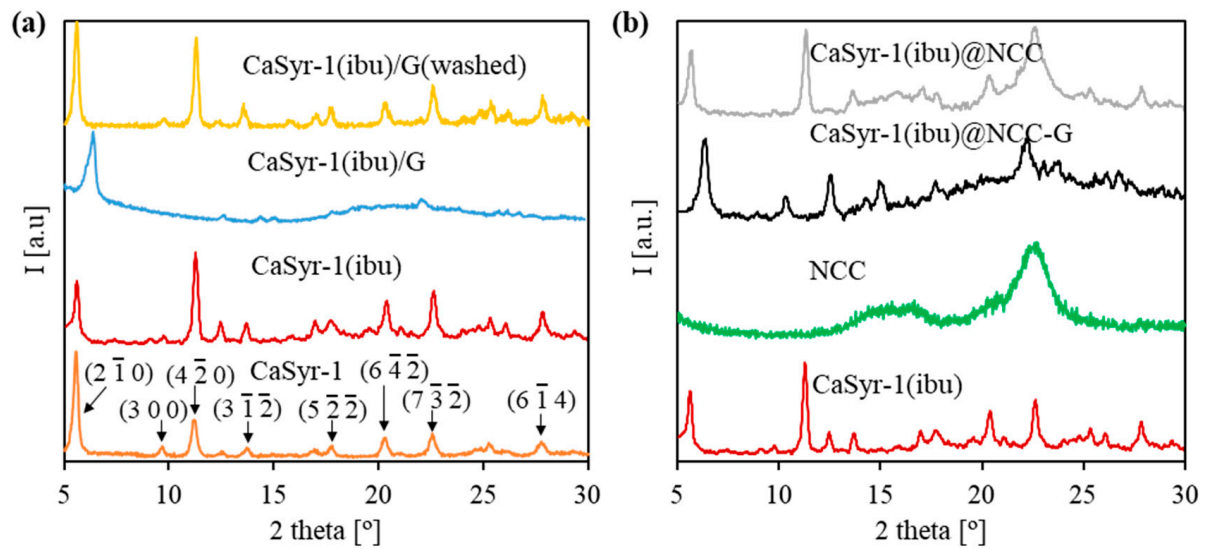 (a)
CaSyr-1(ibu)/G(washed)
CaSyr-1(ibu)/G
CaSyr-1(ibu)
CaSyr-1
(2 1̅ 0)
(3 0 0)
(4 2̅ 0)
(3 1̅ 2̅)
(5 2̅ 2̅)
(6 4̅ 2̅)
(7 3̅ 2̅)
(6 1̅ 4)
I [a.u]
5 10 15 20 25 30
2 theta [º]
(b)
CaSyr-1(ibu)@NCC
CaSyr-1(ibu)@NCC-G
NCC
CaSyr-1(ibu)
I [a.u.]
5 10 15 20 25 30
2 theta [º]